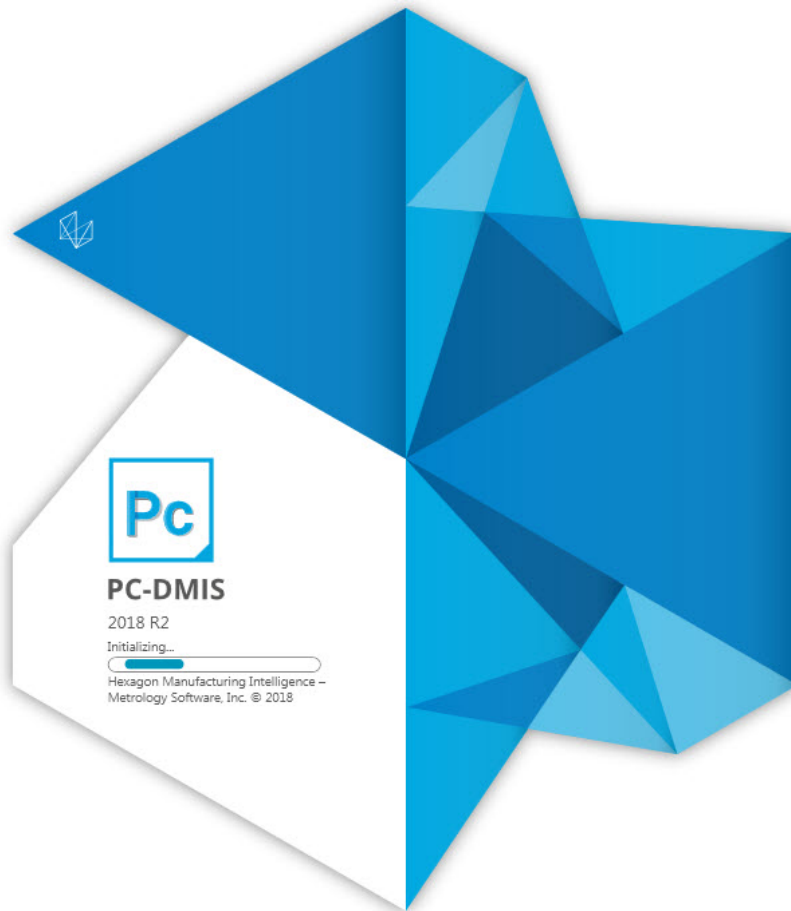 Pc
PC-DMIS
2018 R2
Initializing...
Hexagon Manufacturing Intelligence –
Metrology Software, Inc. © 2018